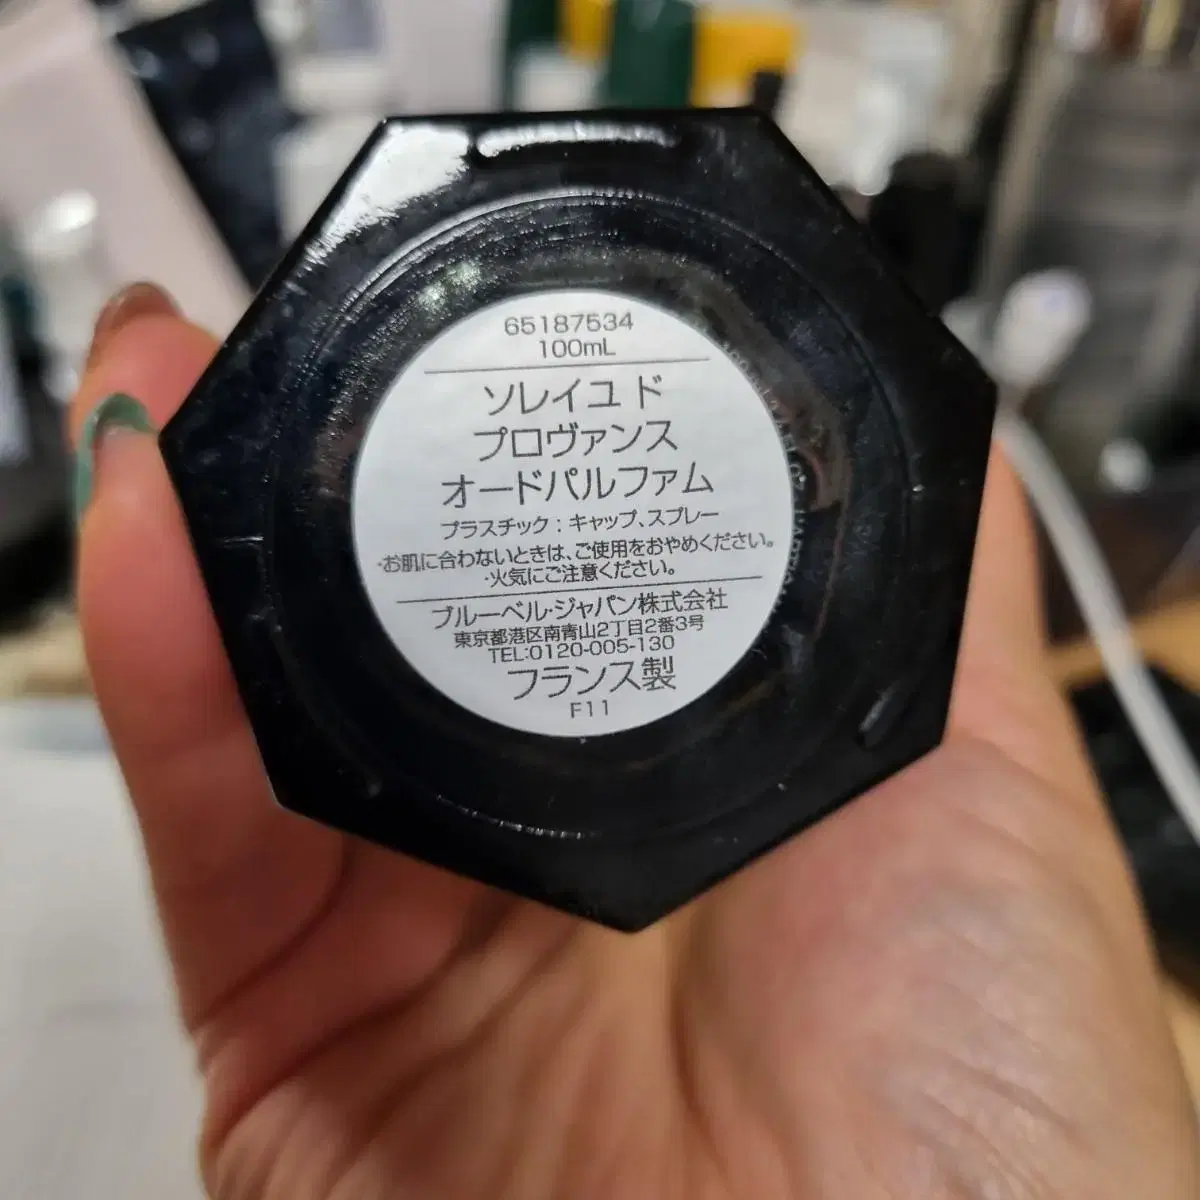 65187534
100mL
ソレイユ ド
プロヴァンス
オードパルファム
プラスチック : キャップ、スプレー
・お肌に合わないときは、ご使用をおやめください。
・火気にご注意ください。
ブルーベル・ジャパン株式会社
東京都港区南青山2丁目2番3号
TEL:0120-005-130
フランス製
F11